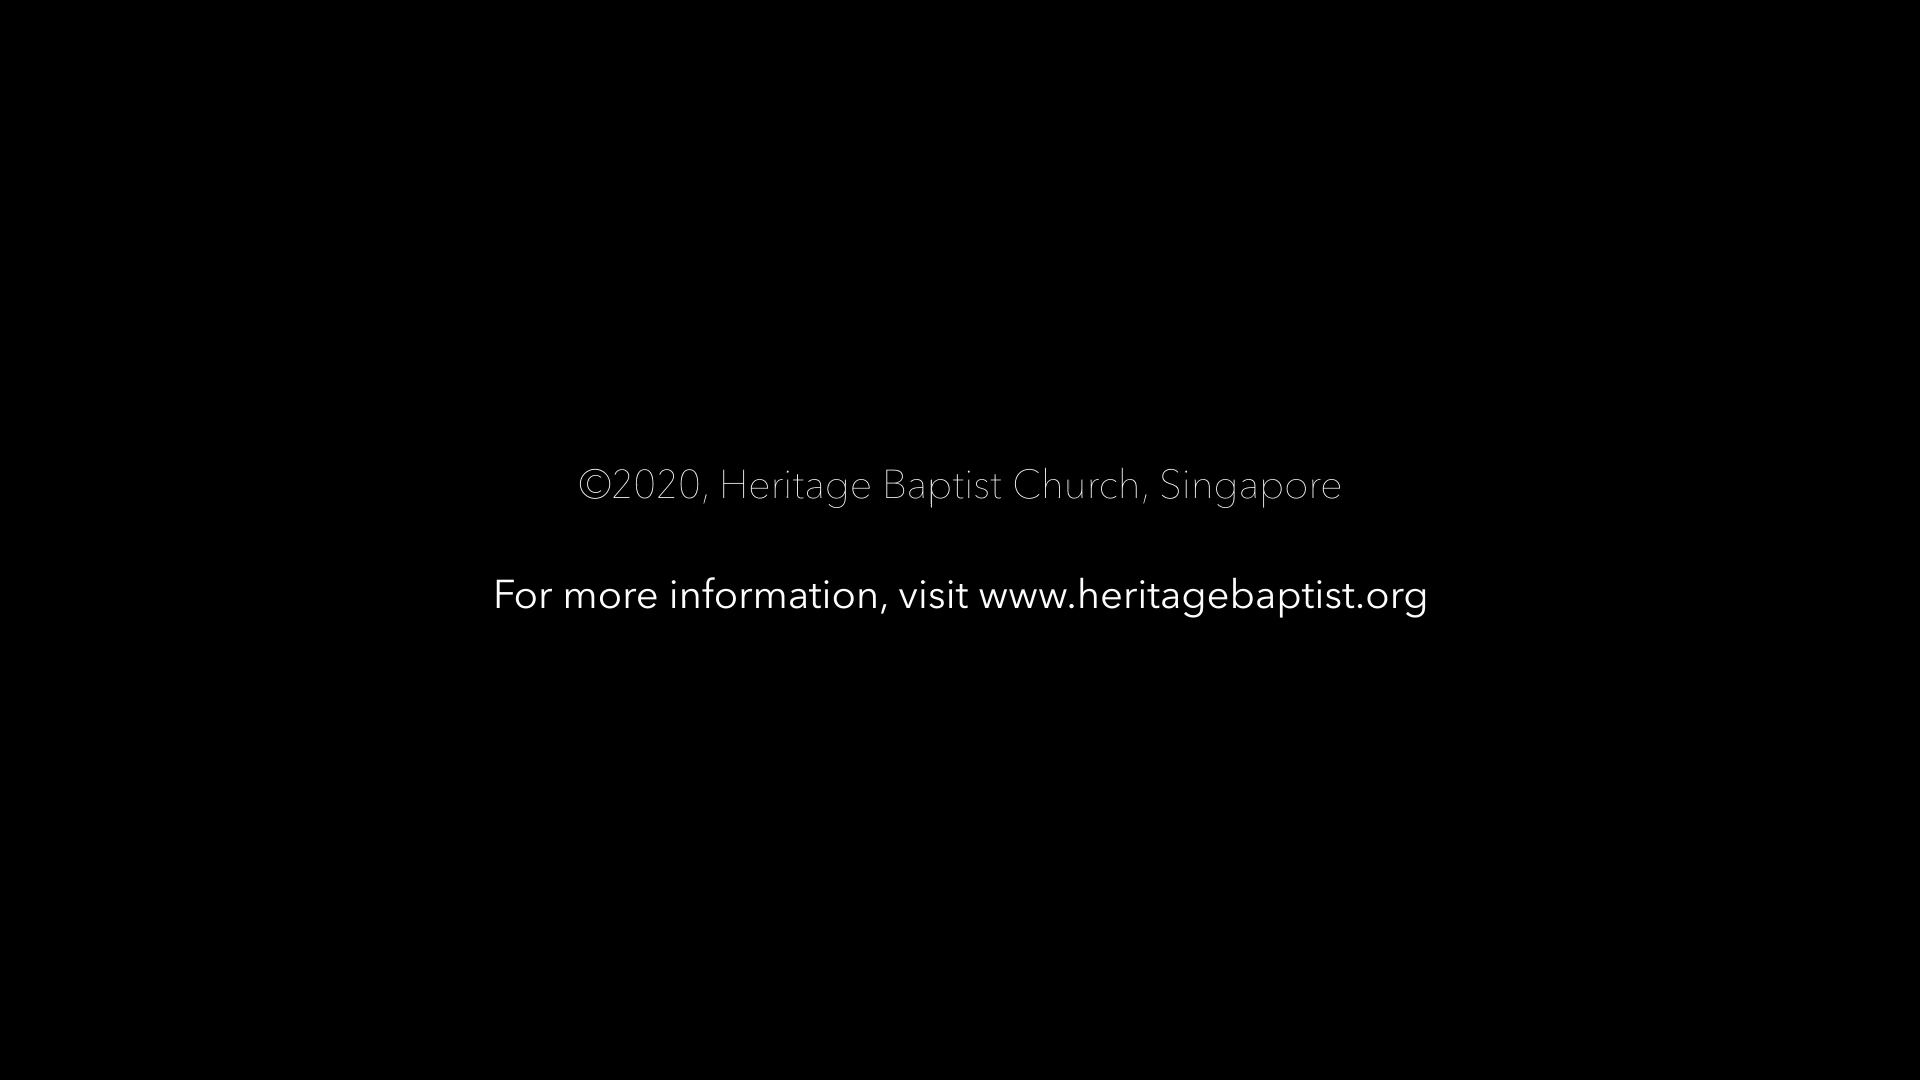 ©2020, Heritage Baptist Church, Singapore
For more information, visit www.heritagebaptist.org